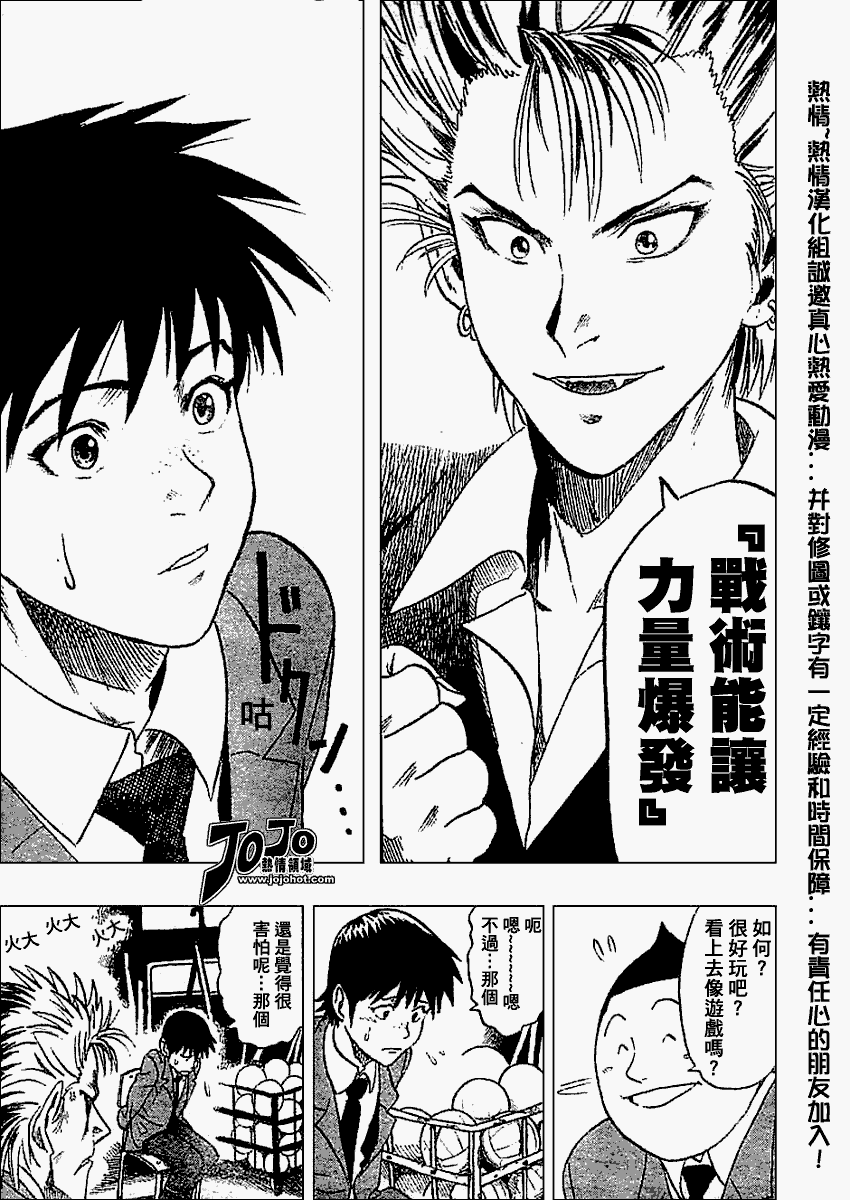 熱情~熱情漢化組誠邀真心熱愛動漫...并對修圖或鑲字有一定經驗和時間保障...有責任心的朋友加入!
『戰術能讓
力量爆發』
ドクン…
咕
JOJO
熱情領域
www.jojohot.com
如何?
很好玩吧?
看上去像遊戲嗎?
呃
嗯~~~~~~嗯
不過…那個
還是覺得很
害怕呢…那個
火大
火大
火大